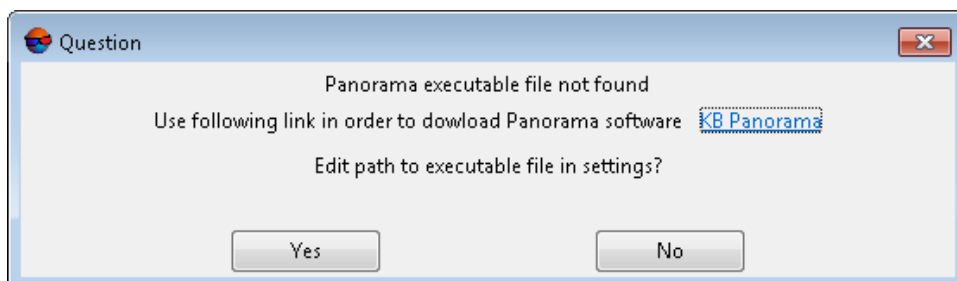 Question
Panorama executable file not found
Use following link in order to dowload Panorama software KB Panorama
Edit path to executable file in settings?
Yes No